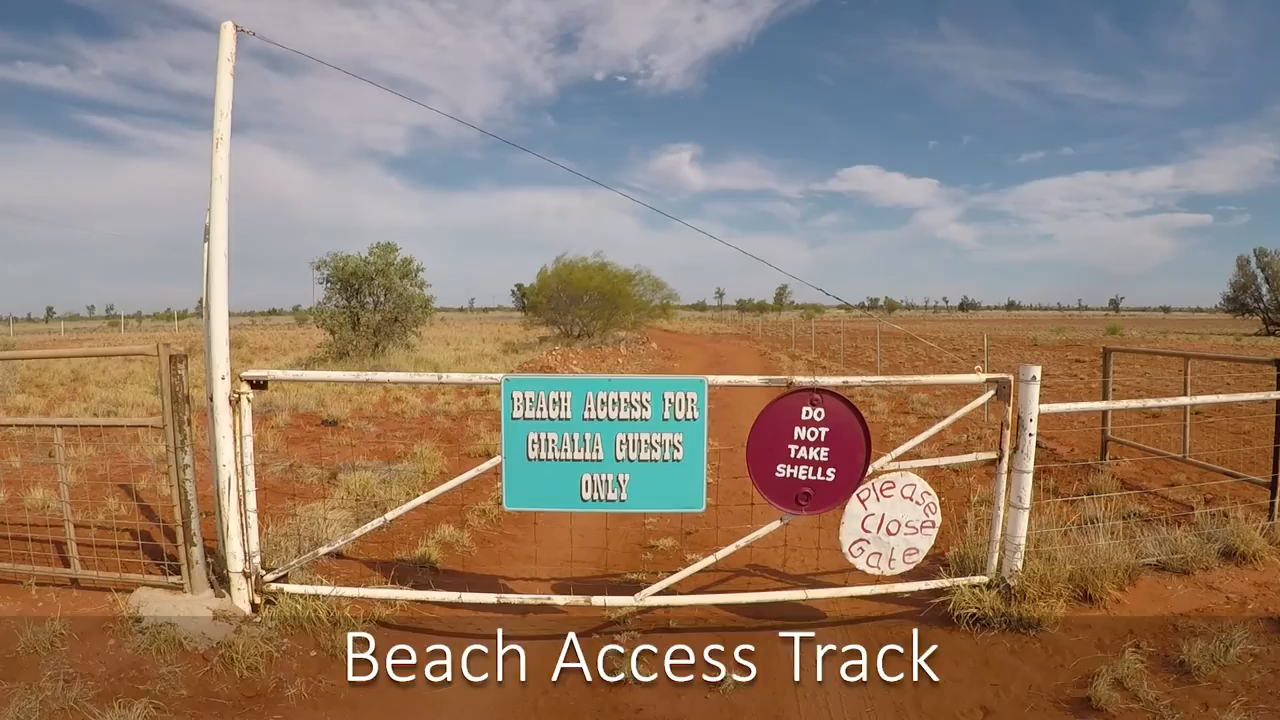 BEACH ACCESS FOR
GIRALIA GUESTS
ONLY
DO
NOT
TAKE
SHELLS
Please
Close
Gate
Beach Access Track